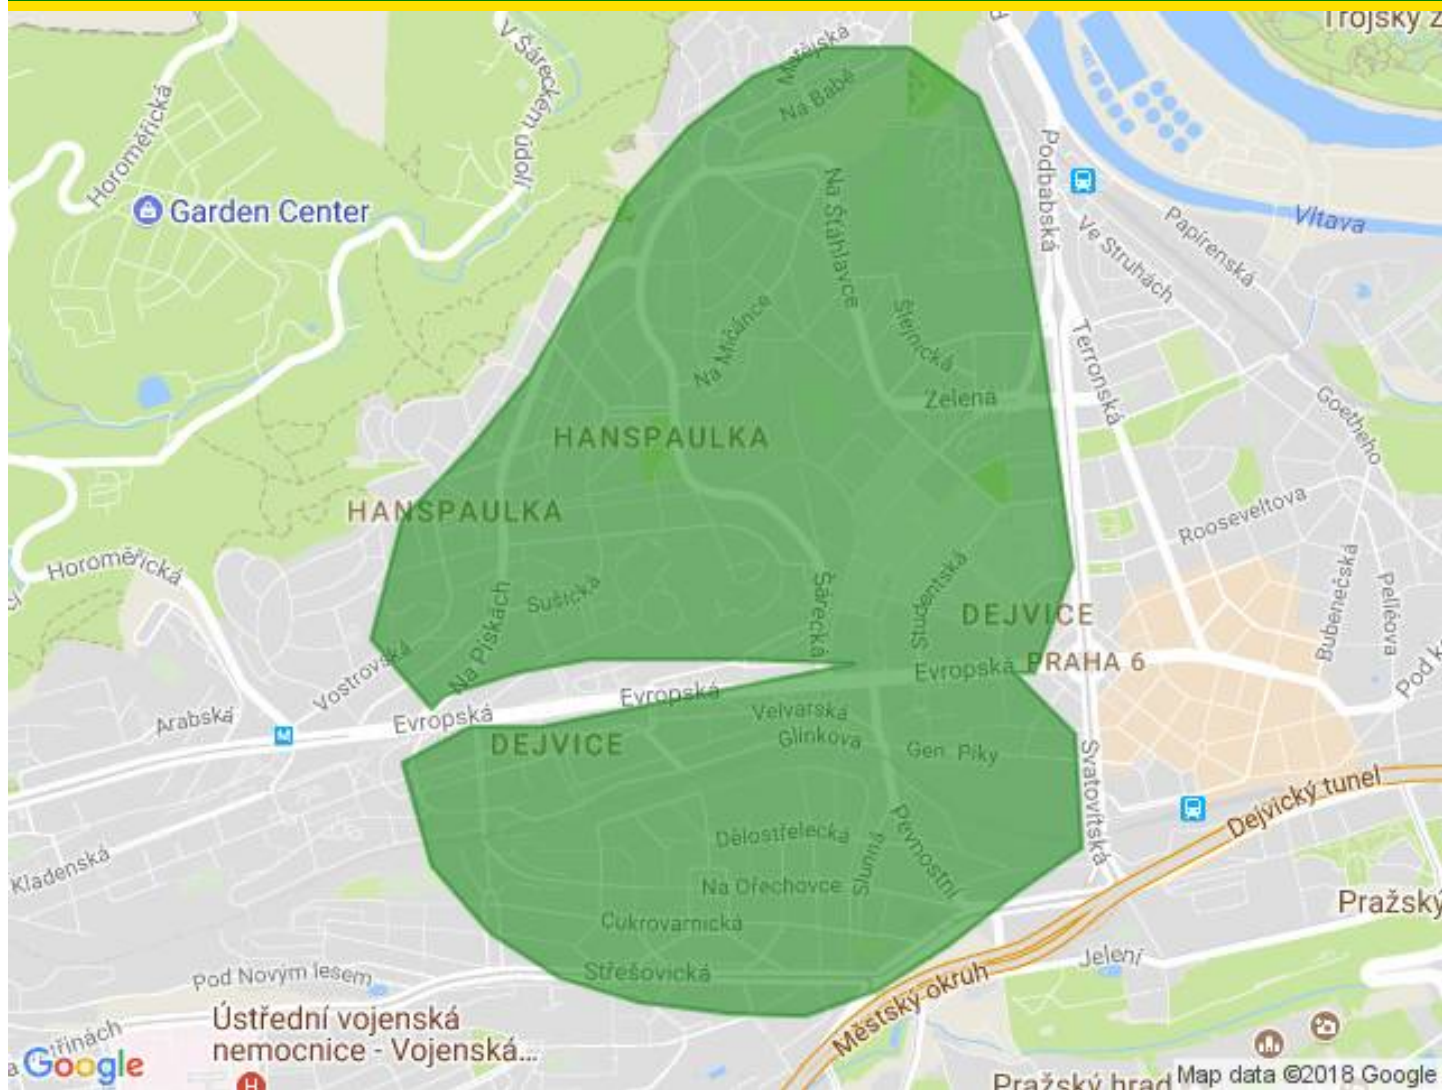 Trojský z
Matějská
Na Babě
V Šáreckém údolí
Horoměřická
Podbabská
Garden Center
Na Šťáhlavce
Vltava
Papírenská
Ve Struhách
Na Míčánce
Šlejnická
Terronská
Zelená
Goetheho
HANSPAULKA
HANSPAULKA
Rooseveltova
Horoměřická
Bubenečská
Pelléova
Sušická
Na Pískách
Šárecká
Studentská
DEJVICE
Vostrovská
Evropská
PRAHA 6
Pod k
Arabská
Evropská
Evropská
Velvarská
DEJVICE
Glinkova
Gen. Píky
Svatovítská
Dejvický tunel
Dělostřelecká
Slunná
Pevnostní
Kladenská
Na Ořechovce
Pražský
Cukrovarnická
Pod Novým lesem
Střešovická
Jelení
Městský okruh
Ústřední vojenská
nemocnice - Vojenská...
řinách
Google
H
Pražský hrad
Map data ©2018 Google